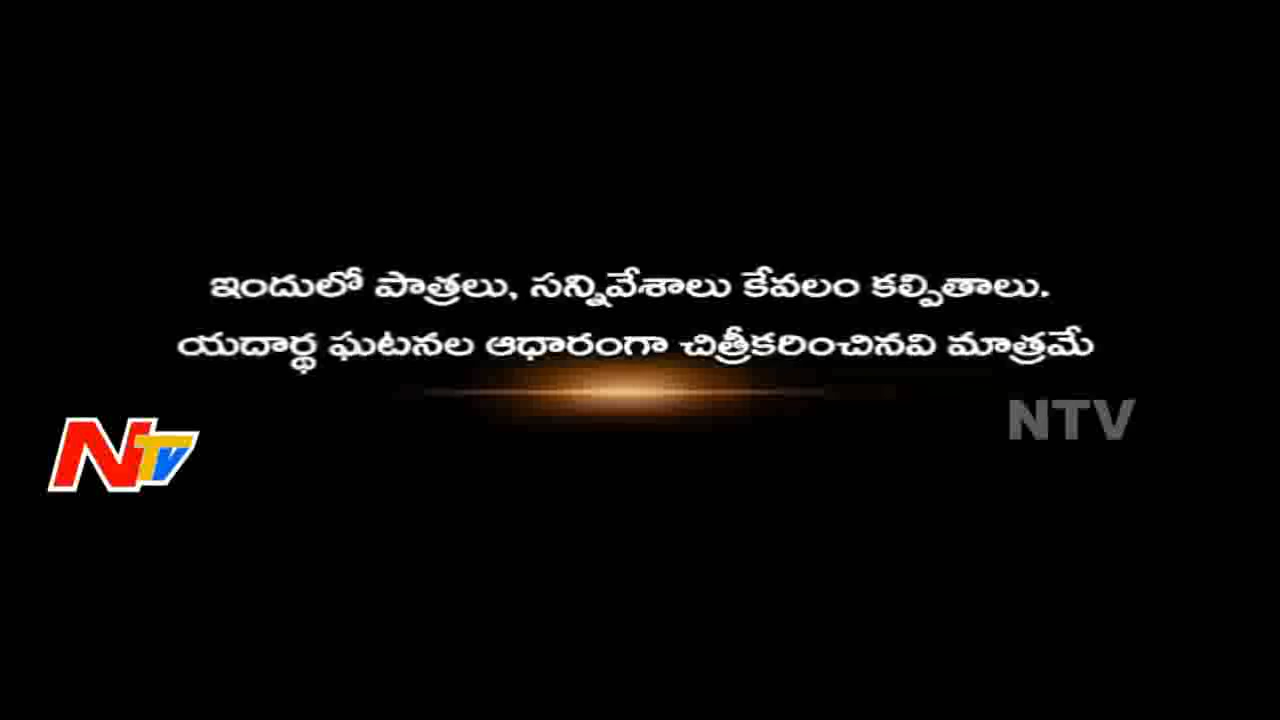 ఇందులో పాత్రలు, సన్నివేశాలు కేవలం కల్పితాలు.
యదార్థ ఘటనల ఆధారంగా చిత్రీకరించినవి మాత్రమే
NTV
NTV